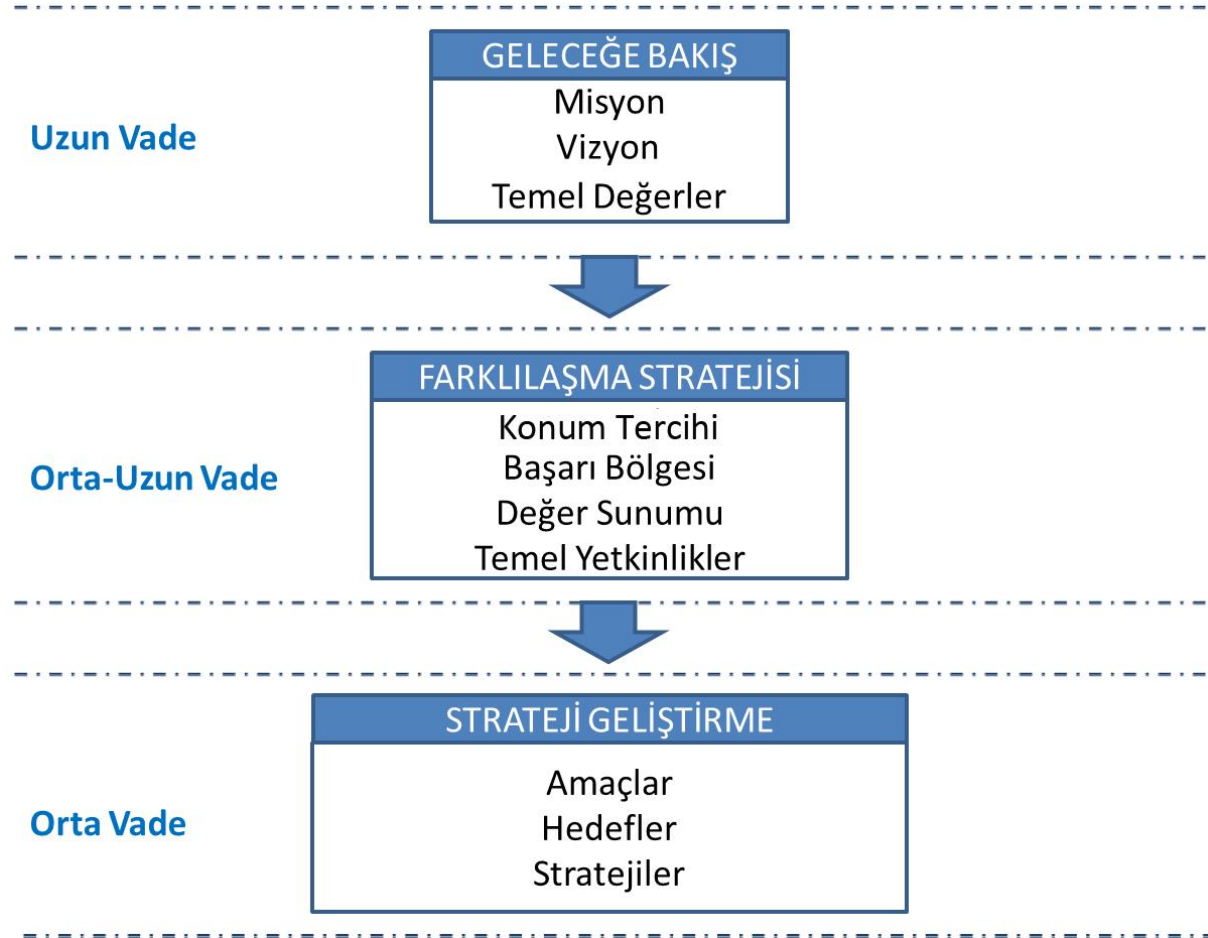 GELECEĞE BAKIŞ
Misyon
Uzun Vade
Vizyon
Temel Değerler
FARKLILAŞMA STRATEJİSİ
Konum Tercihi
Başarı Bölgesi
Orta-Uzun Vade
Değer Sunumu
Temel Yetkinlikler
STRATEJİ GELİŞTİRME
Amaçlar
Orta Vade
Hedefler
Stratejiler